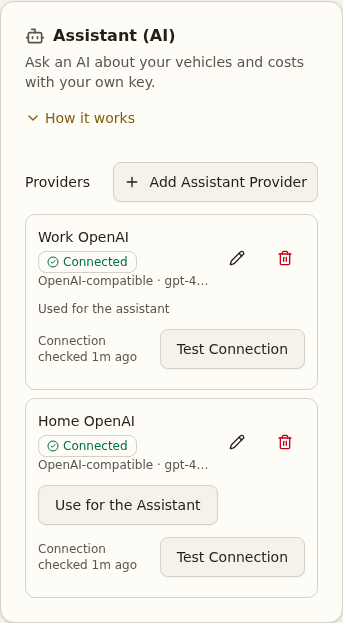 Assistant (AI)
Ask an AI about your vehicles and costs
with your own key.
How it works
Providers
Add Assistant Provider
Work OpenAI
Connected
OpenAI-compatible · gpt-4...
Used for the assistant
Connection
checked 1m ago
Test Connection
Home OpenAI
Connected
OpenAI-compatible · gpt-4...
Use for the Assistant
Connection
checked 1m ago
Test Connection